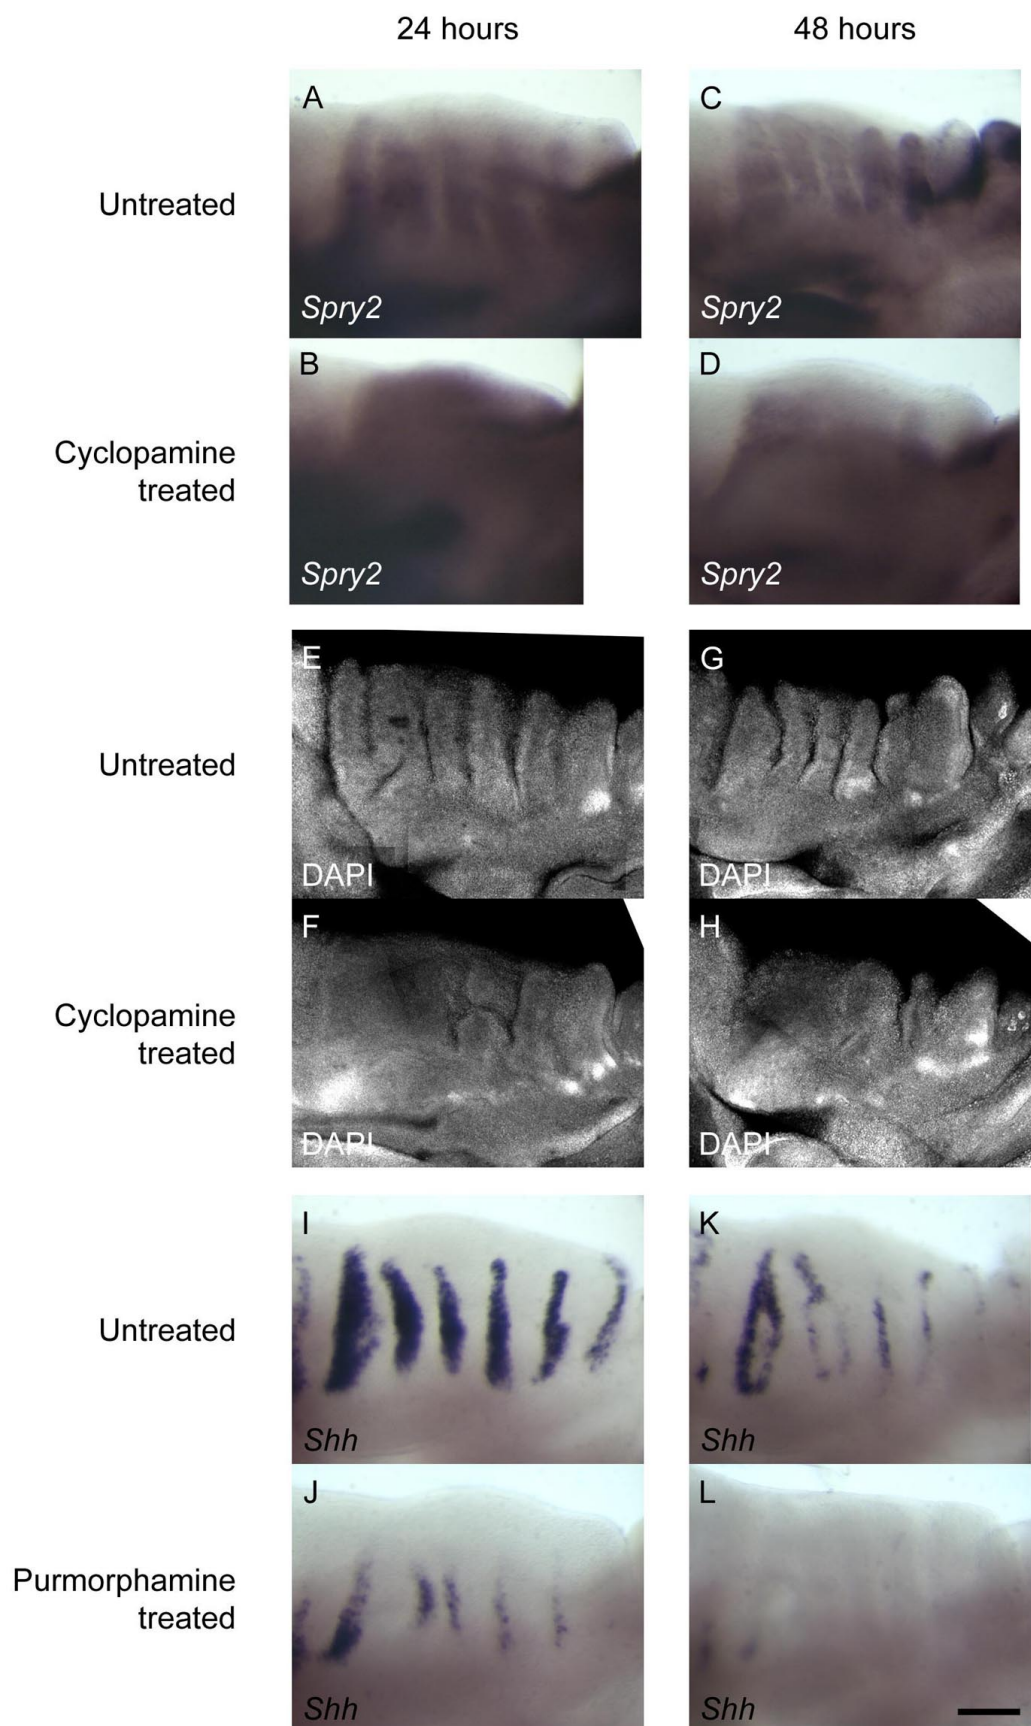 24 hours
48 hours
Untreated
A
C
Spry2
Spry2
Cyclopamine
treated
B
D
Spry2
Spry2
Untreated
E
G
DAPI
DAPI
Cyclopamine
treated
F
H
DAPI
DAPI
Untreated
I
K
Shh
Shh
Purmorphamine
treated
J
L
Shh
Shh